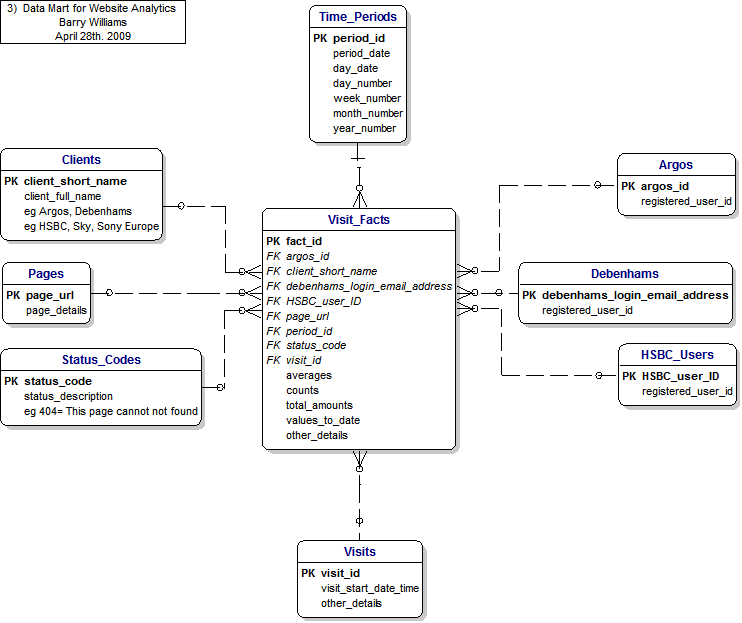 3) Data Mart for Website Analytics
Barry Williams
April 28th. 2009
Time_Periods
PK period_id
period_date
day_date
day_number
week_number
month_number
year_number
Clients
PK client_short_name
client_full_name
eg Argos, Debenhams
eg HSBC, Sky, Sony Europe
Pages
PK page_url
page_details
Status_Codes
PK status_code
status_description
eg 404= This page cannot not found
Visit_Facts
PK fact_id
FK argos_id
FK client_short_name
FK debenhams_login_email_address
FK HSBC_user_ID
FK page_url
FK period_id
FK status_code
FK visit_id
averages
counts
total_amounts
values_to_date
other_details
Argos
PK argos_id
registered_user_id
Debenhams
PK debenhams_login_email_address
registered_user_id
HSBC_Users
PK HSBC_user_ID
registered_user_id
Visits
PK visit_id
visit_start_date_time
other_details